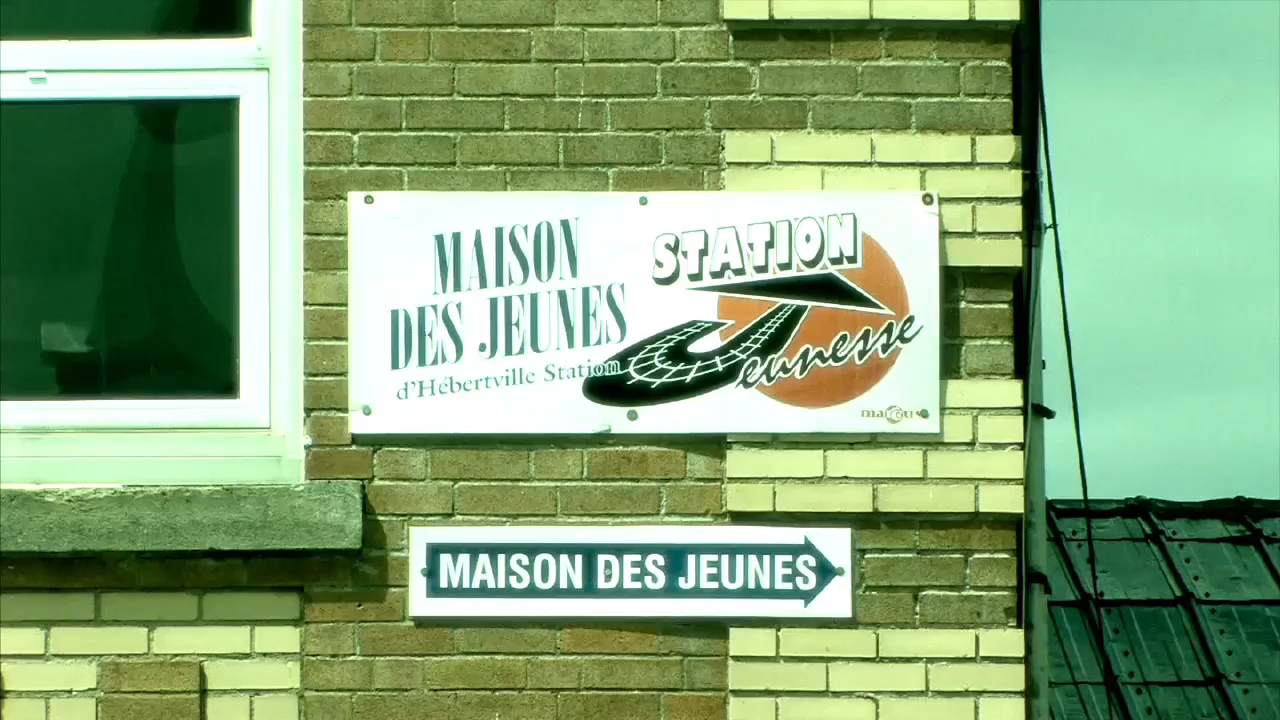 MAISON
DES JEUNES
d'Hébertville Station
STATION
Jeunesse
MAISON DES JEUNES